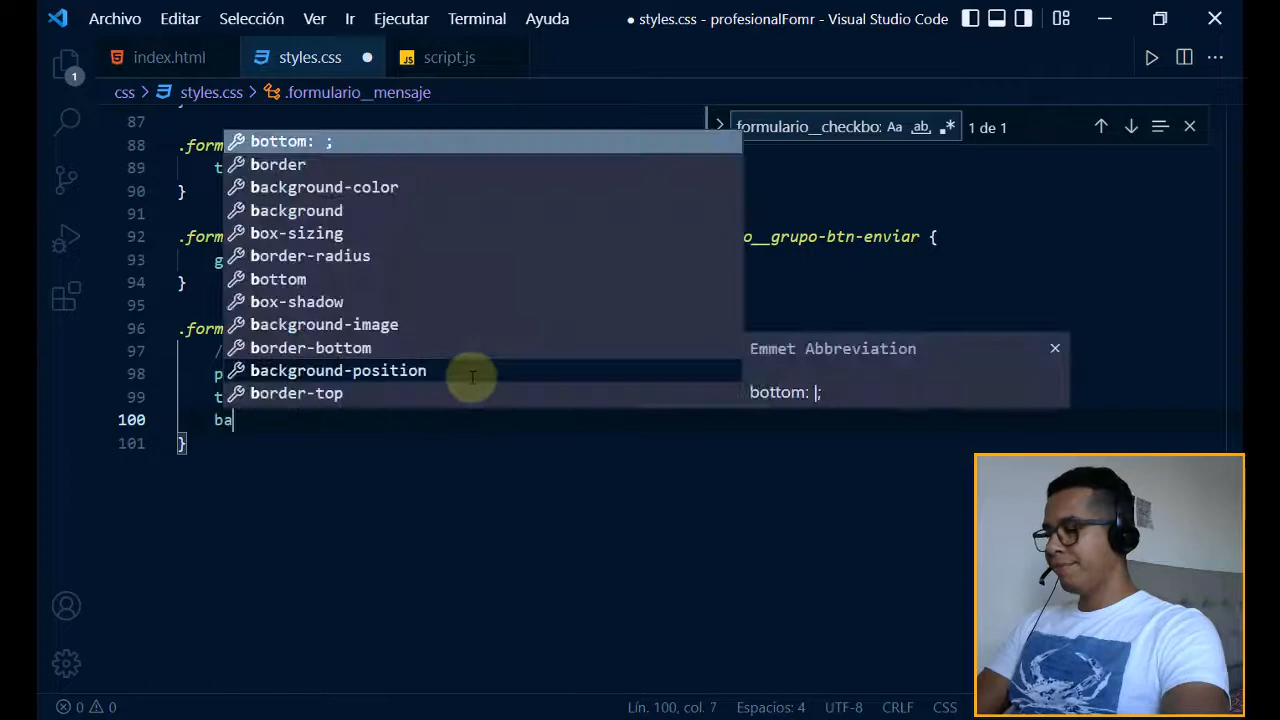 Archivo Editar Selección Ver Ir Ejecutar Terminal Ayuda ● styles.css - profesionalFomr - Visual Studio Code
index.html styles.css ● script.js
css > styles.css > .formulario__mensaje
87
88 .form
89 t
90 }
91
92 .form o__grupo-btn-enviar {
93 g
94 }
95
96 .form
97 /
98 p
99 t
100 ba
101 }
formulario__checkbo: Aa ab .* 1 de 1
bottom: ;
border
background-color
background
box-sizing
border-radius
bottom
box-shadow
background-image
border-bottom
background-position
border-top
Emmet Abbreviation
bottom: |;
1
0 0 Lín. 100, col. 7 Espacios: 4 UTF-8 CRLF CSS